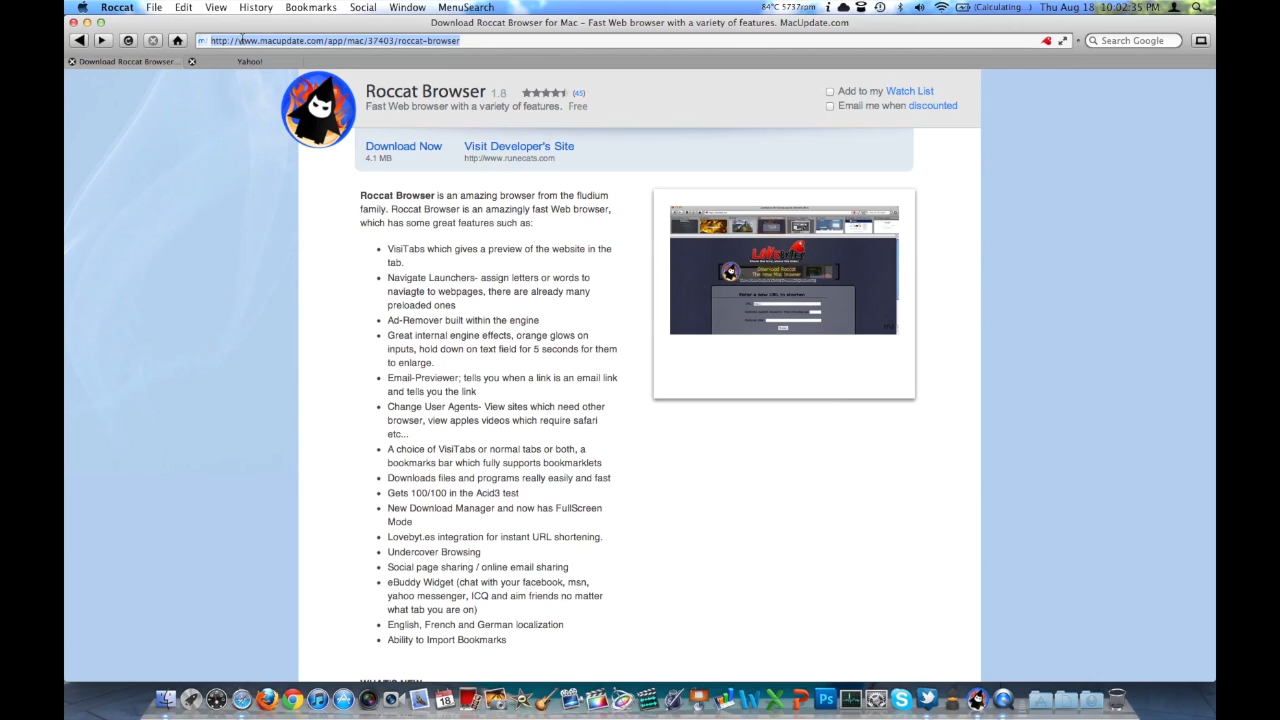 Roccat File Edit View History Bookmarks Social Window MenuSearch 84°C 5737rpm (Calculating...) Thu Aug 18 10:02:35 PM
Download Roccat Browser for Mac – Fast Web browser with a variety of features. MacUpdate.com
http://www.macupdate.com/app/mac/37403/roccat-browser Search Google
Download Roccat Browser... Yahoo!
Roccat Browser 1.8 (45)
Fast Web browser with a variety of features. Free
Add to my Watch List
Email me when discounted
Download Now
4.1 MB
Visit Developer's Site
http://www.runecats.com
Roccat Browser is an amazing browser from the fludium
family. Roccat Browser is an amazingly fast Web browser,
which has some great features such as:
• VisiTabs which gives a preview of the website in the
tab.
• Navigate Launchers- assign letters or words to
naviagte to webpages, there are already many
preloaded ones
• Ad-Remover built within the engine
• Great internal engine effects, orange glows on
inputs, hold down on text field for 5 seconds for them
to enlarge.
• Email-Previewer; tells you when a link is an email link
and tells you the link
• Change User Agents- View sites which need other
browser, view apples videos which require safari
etc...
• A choice of VisiTabs or normal tabs or both, a
bookmarks bar which fully supports bookmarklets
• Downloads files and programs really easily and fast
• Gets 100/100 in the Acid3 test
• New Download Manager and now has FullScreen
Mode
• Lovebyt.es integration for instant URL shortening.
• Undercover Browsing
• Social page sharing / online email sharing
• eBuddy Widget (chat with your facebook, msn,
yahoo messenger, ICQ and aim friends no matter
what tab you are on)
• English, French and German localization
• Ability to Import Bookmarks
Download Roccat
The new Mac browser
Enter a new URL to shorten